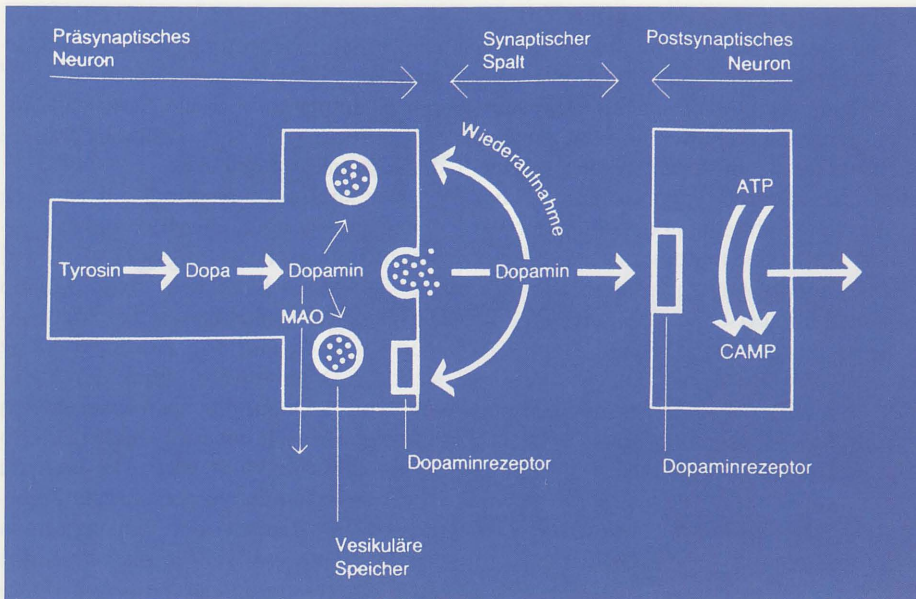 Präsynaptisches
Neuron
Synaptischer
Spalt
Postsynaptisches
Neuron
Wiederaufnahme
ATP
Tyrosin
Dopa
Dopamin
Dopamin
MAO
CAMP
Dopaminrezeptor
Dopaminrezeptor
Vesikuläre
Speicher